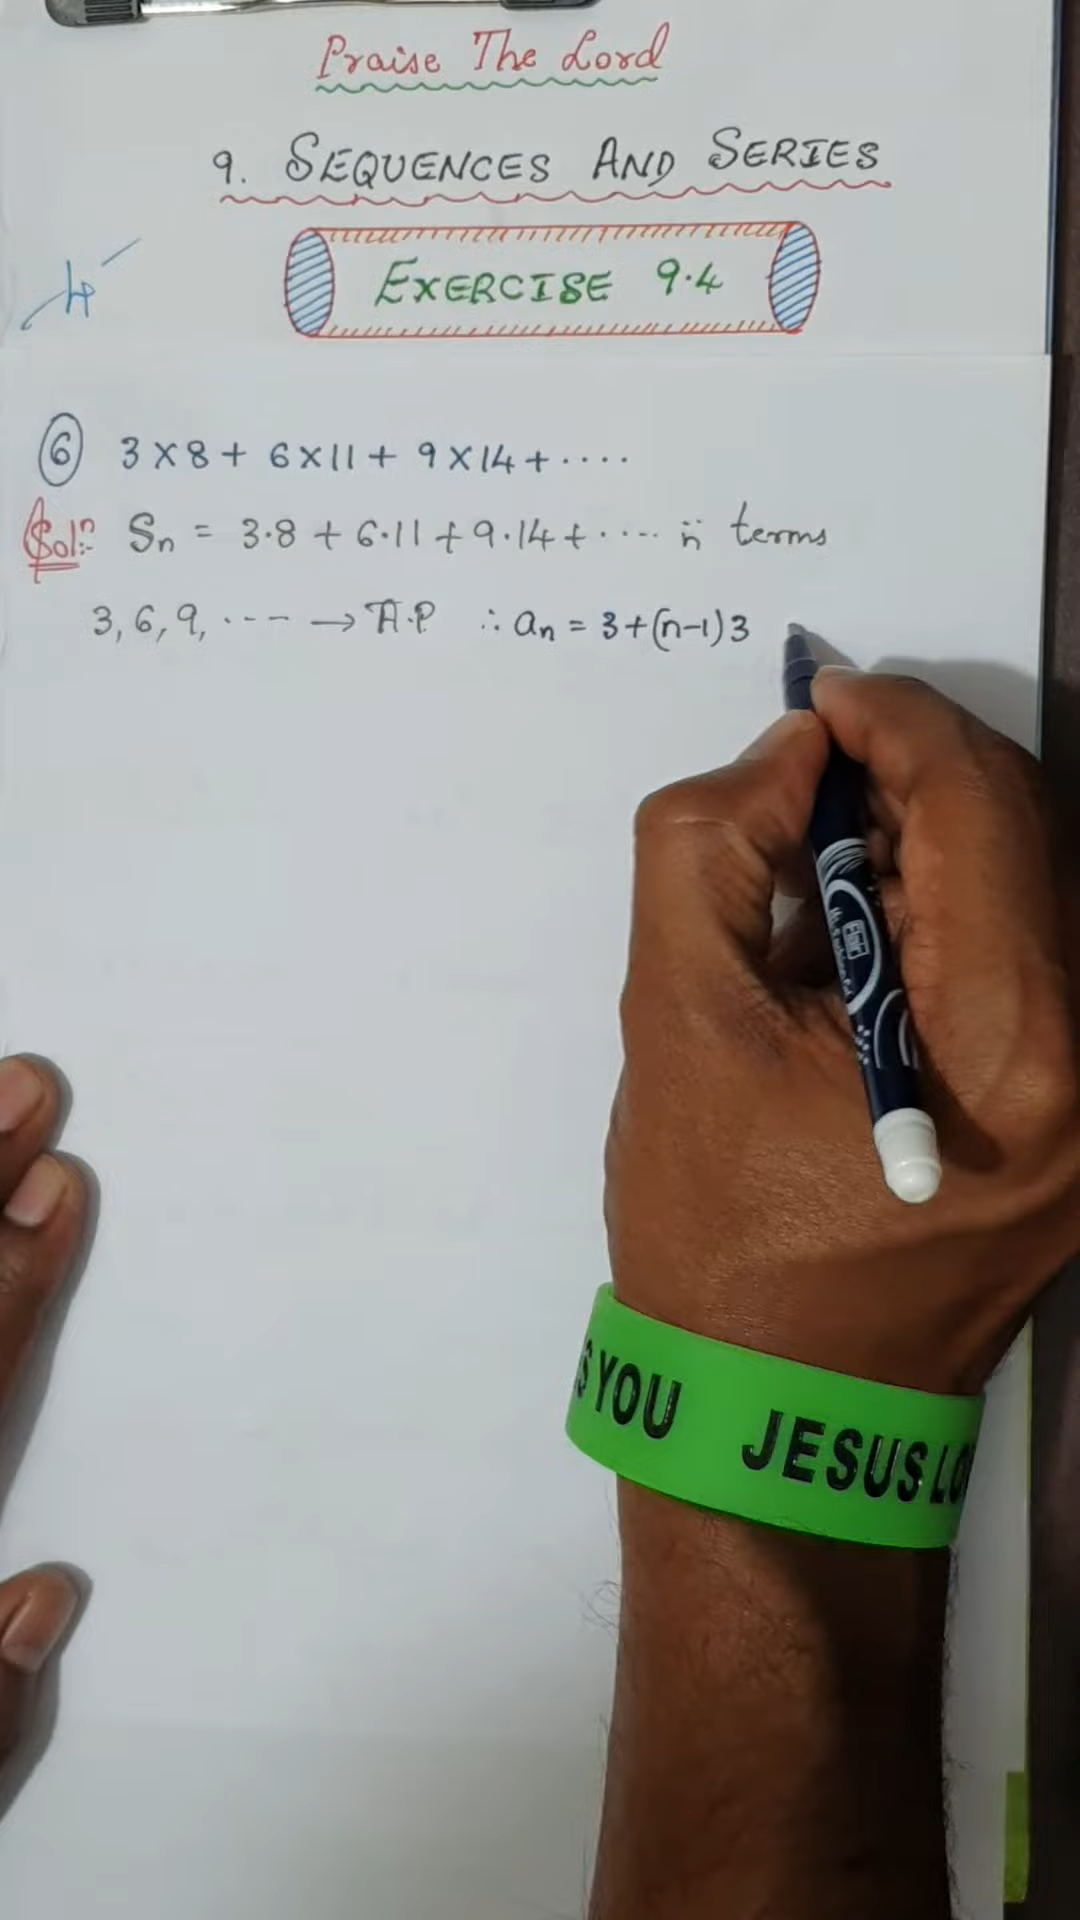 Praise The Lord
9. SEQUENCES AND SERIES
EXERCISE 9.4
6 3×8 + 6×11 + 9×14 + ....
Solⁿ:- Sn = 3·8 + 6·11 + 9·14 + ···· n terms
3, 6, 9, ---- → A.P ∴ an = 3+(n-1)3
S YOU JESUS LO